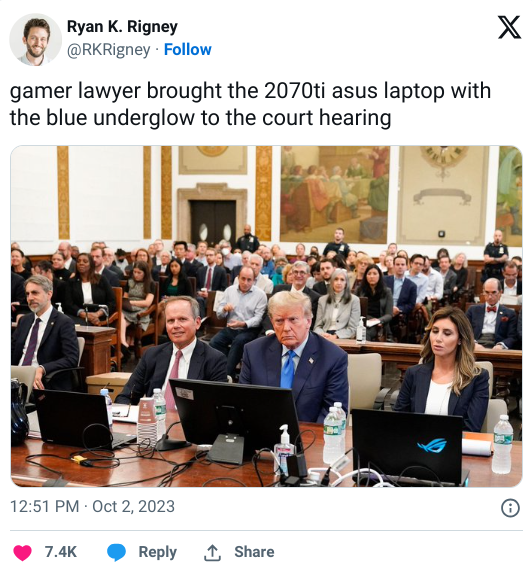 Ryan K. Rigney
@RKRigney · Follow
gamer lawyer brought the 2070ti asus laptop with
the blue underglow to the court hearing
12:51 PM · Oct 2, 2023
7.4K Reply Share